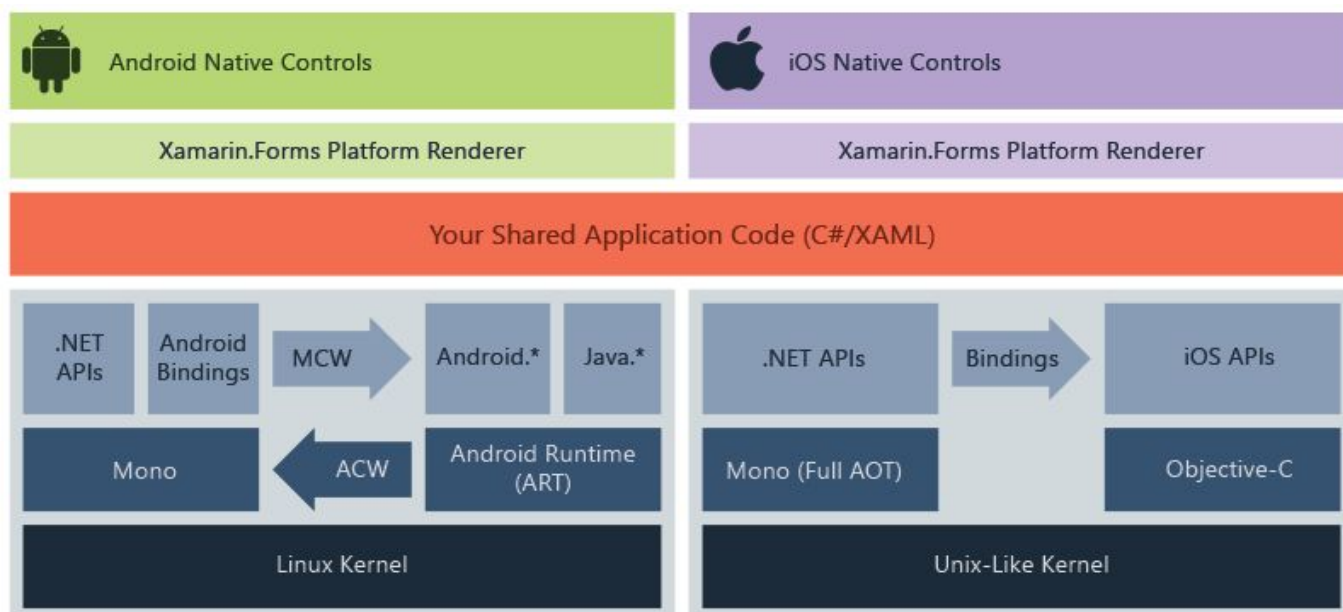 Android Native Controls
iOS Native Controls
Xamarin.Forms Platform Renderer
Xamarin.Forms Platform Renderer
Your Shared Application Code (C#/XAML)
.NET
APIs
Android
Bindings
MCW
Android.*
Java.*
.NET APIs
Bindings
iOS APIs
Mono
ACW
Android Runtime
(ART)
Mono (Full AOT)
Objective-C
Linux Kernel
Unix-Like Kernel